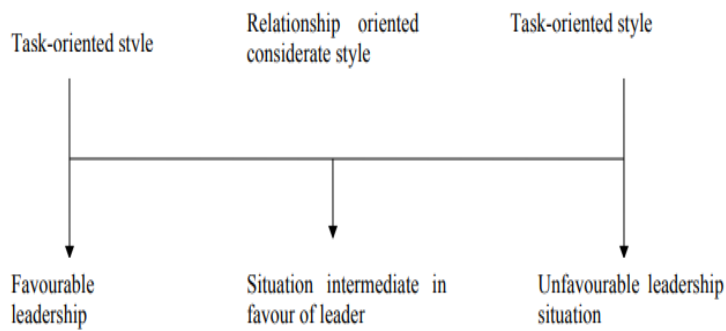 Task-oriented stvle
Relationship oriented
considerate style
Task-oriented style
Favourable
leadership
Situation intermediate in
favour of leader
Unfavourable leadership
situation